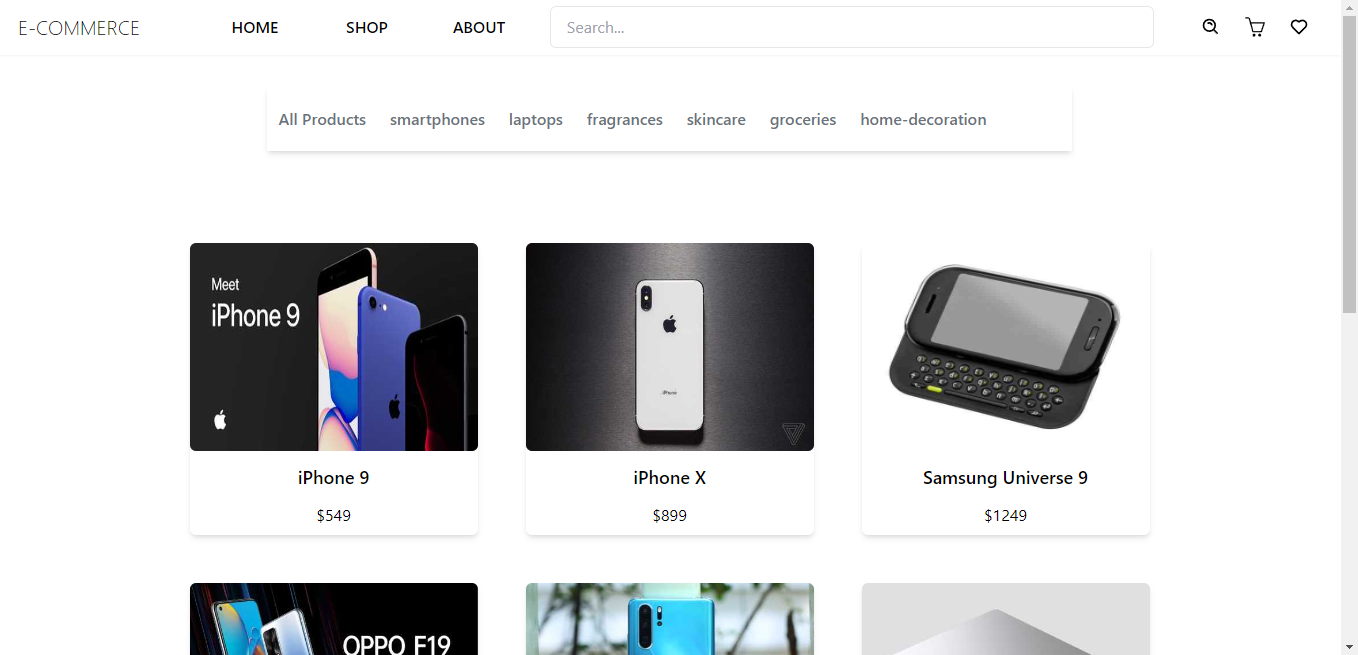 E-COMMERCE HOME SHOP ABOUT Search...
All Products smartphones laptops fragrances skincare groceries home-decoration
Meet
iPhone 9
iPhone
iPhone 9 iPhone X Samsung Universe 9
$549 $899 $1249
OPPO F19